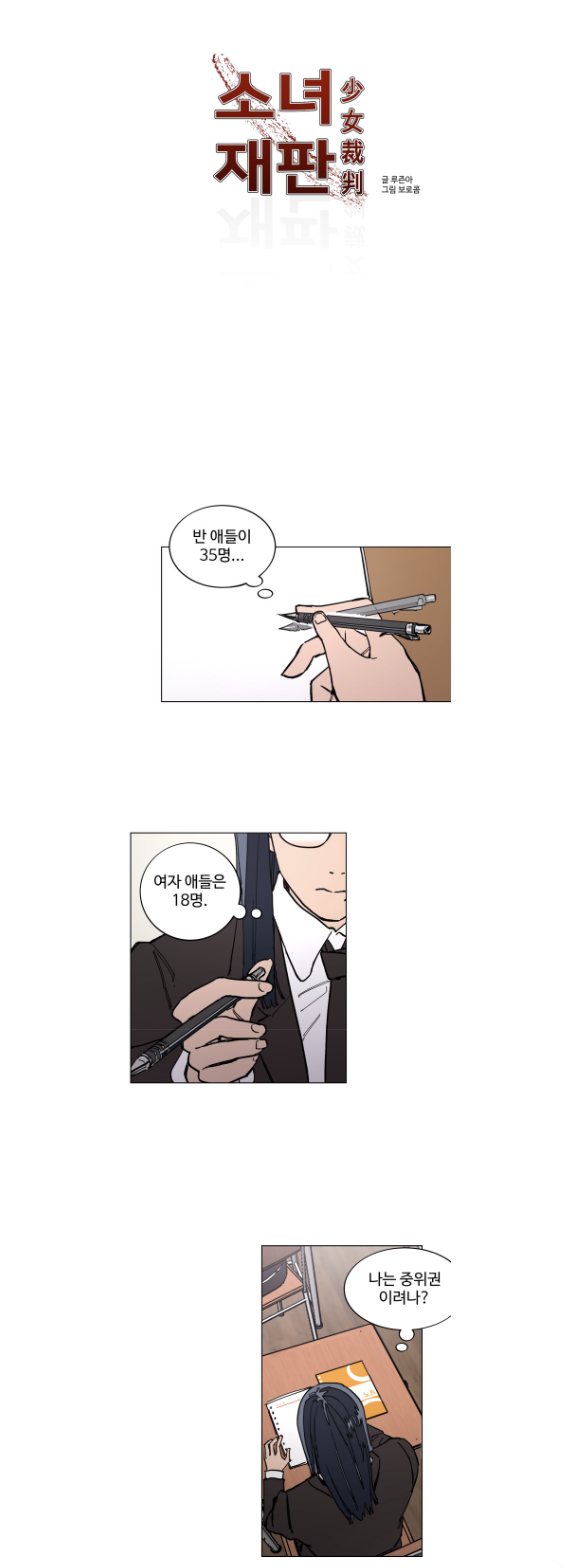 소녀
재판
少女裁判
글 루즌아
그림 보로콤
반 애들이
35명...
여자 애들은
18명.
나는 중위권
이려나?